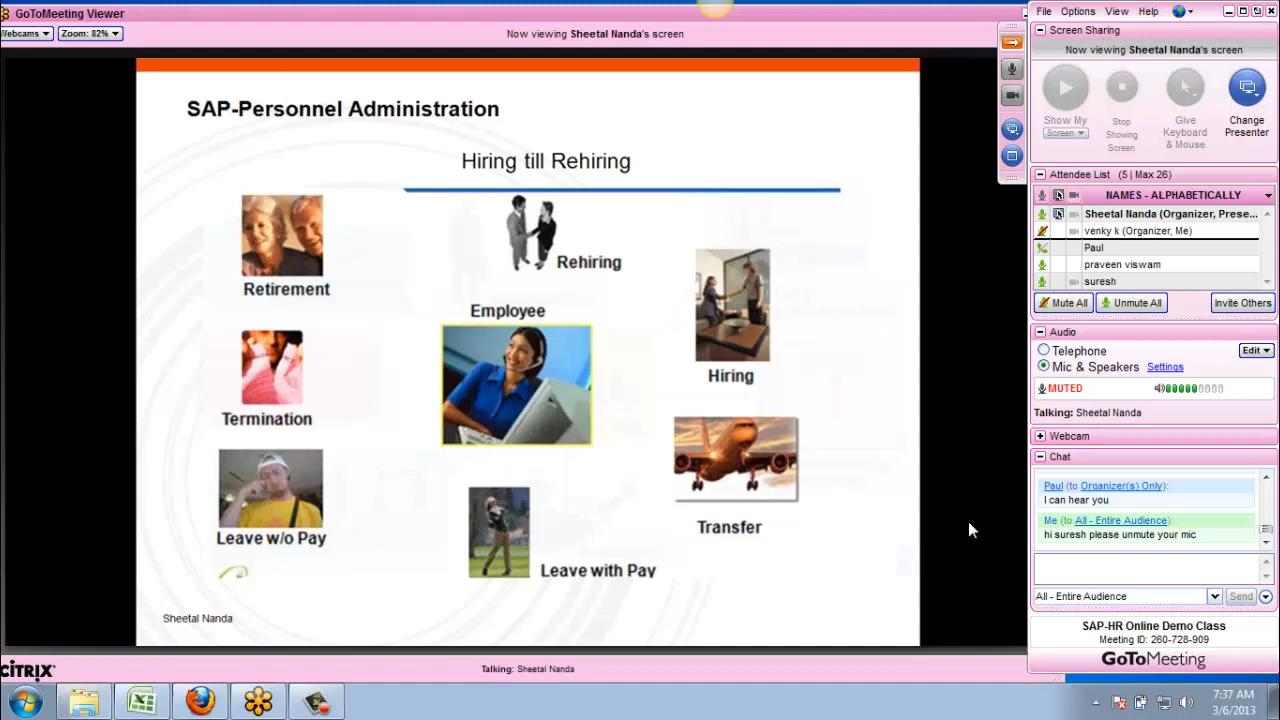 GoToMeeting Viewer
Webcams
Zoom: 82%
Now viewing Sheetal Nanda's screen
SAP-Personnel Administration
Hiring till Rehiring
Retirement
Rehiring
Employee
Hiring
Termination
Leave w/o Pay
Transfer
Leave with Pay
Sheetal Nanda
CITRIX
Talking: Sheetal Nanda
File Options View Help
Screen Sharing
Now viewing Sheetal Nanda's screen
Show My
Screen
Stop
Showing
Screen
Give
Keyboard
& Mouse
Change
Presenter
Attendee List (5 | Max 26)
NAMES - ALPHABETICALLY
Sheetal Nanda (Organizer, Prese...
venky k (Organizer, Me)
Paul
praveen viswam
suresh
Mute All
Unmute All
Invite Others
Audio
Telephone
Edit
Mic & Speakers Settings
MUTED
Talking: Sheetal Nanda
Webcam
Chat
Paul (to Organizer(s) Only):
I can hear you
Me (to All - Entire Audience):
hi suresh please unmute your mic
All - Entire Audience
Send
SAP-HR Online Demo Class
Meeting ID: 260-728-909
GoToMeeting
7:37 AM
3/6/2013